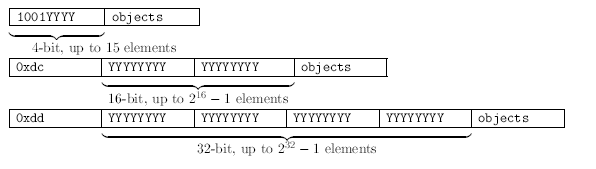 1001YYYY objects
4-bit, up to 15 elements
0xdc YYYYYYYY YYYYYYYY objects
16-bit, up to 2^16 − 1 elements
0xdd YYYYYYYY YYYYYYYY YYYYYYYY YYYYYYYY objects
32-bit, up to 2^32 − 1 elements